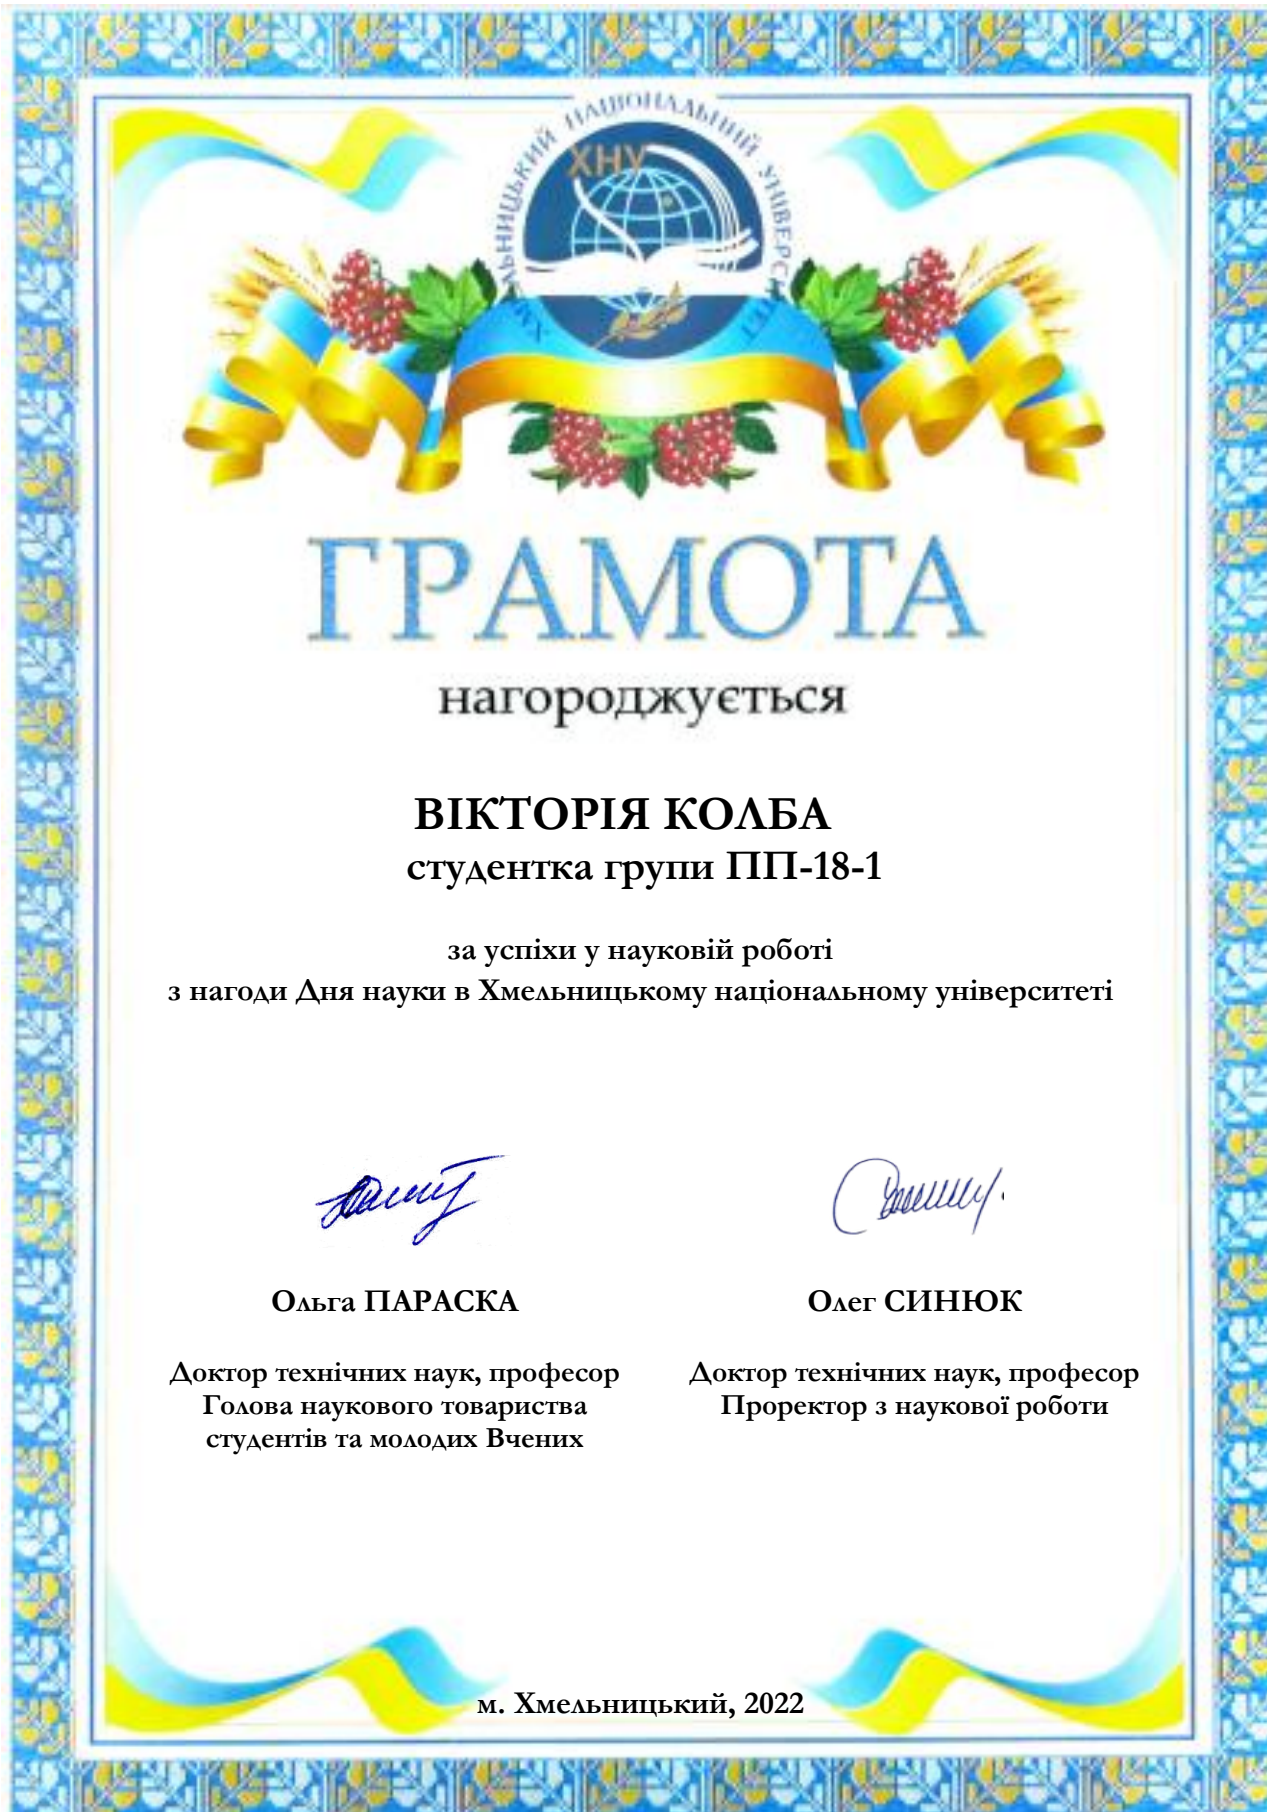 ХМЕЛЬНИЦЬКИЙ НАЦІОНАЛЬНИЙ УНІВЕРСИТЕТ
ХНУ
ГРАМОТА
нагороджується
ВІКТОРІЯ КОЛБА
студентка групи ПП-18-1
за успіхи у науковій роботі
з нагоди Дня науки в Хмельницькому національному університеті
Ольга ПАРАСКА
Доктор технічних наук, професор
Голова наукового товариства
студентів та молодих Вчених
Олег СИНЮК
Доктор технічних наук, професор
Проректор з наукової роботи
м. Хмельницький, 2022